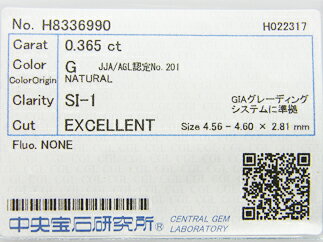 No. H8336990 H022317
Carat 0.365 ct
Color G JJA/AGL認定No. 201
ColorOrigin NATURAL
Clarity SI-1 GIAグレーディング
システムに準拠
Cut EXCELLENT Size 4.56 - 4.60 × 2.81 mm
Fluo. NONE
中央宝石研究所® CENTRAL GEM
LABORATORY